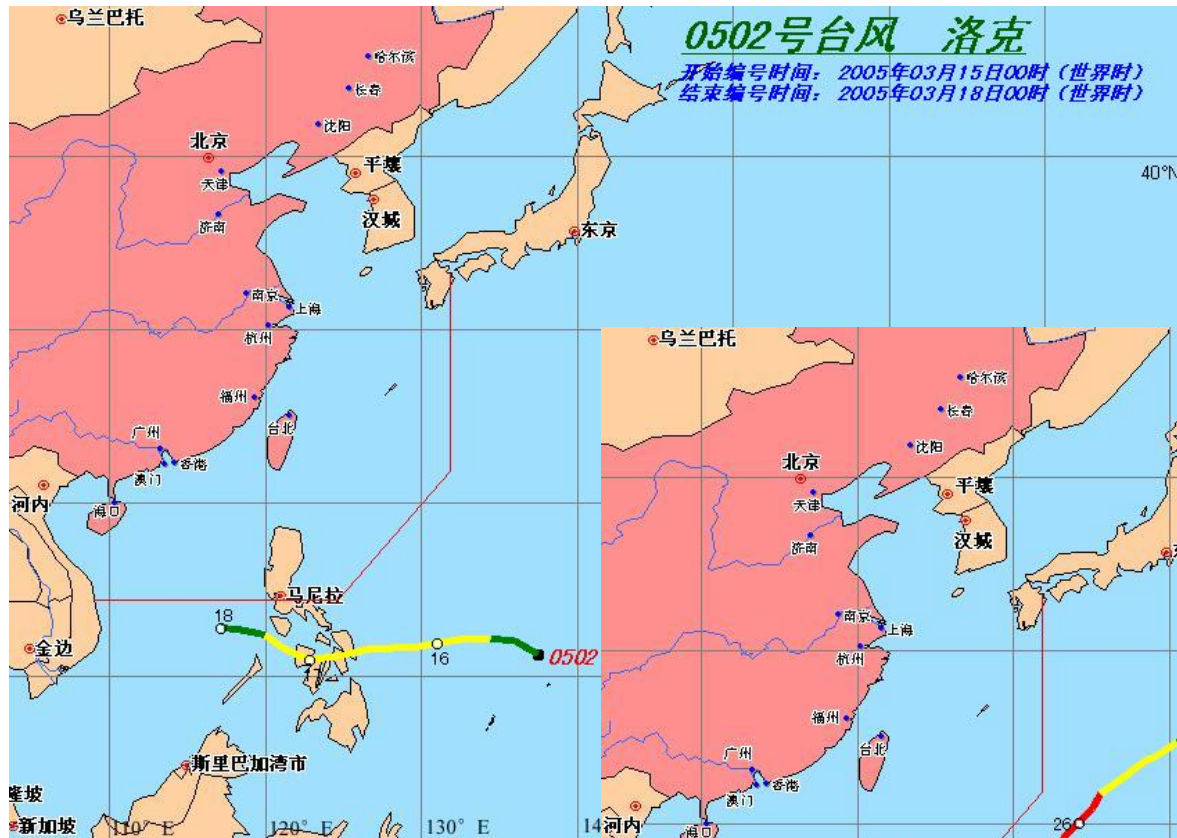 0502号台风 洛克
开始编号时间：2005年03月15日00时（世界时）
结束编号时间：2005年03月18日00时（世界时）
乌兰巴托
哈尔滨
长春
沈阳
北京
平壤
天津
40°N
汉城
济南
东京
南京
上海
杭州
福州
台北
广州
香港
澳门
河内
海口
马尼拉
18
金边
17
16
0502
斯里巴加湾市
隆坡
新加坡
110° E
120° E
130° E
14
乌兰巴托
哈尔滨
长春
沈阳
北京
平壤
天津
汉城
济南
南京
上海
杭州
福州
台北
广州
香港
澳门
河内
海口
26